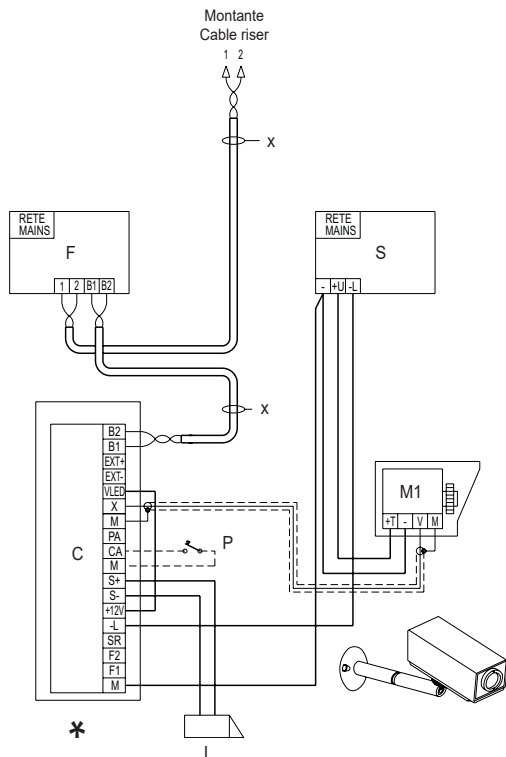 Montante
Cable riser
1 2
X
RETE
MAINS
F
1 2 B1 B2
RETE
MAINS
S
- +U -L
X
C
B2
B1
EXT+
EXT-
VLED
X
M
PA
CA
M
S+
S-
+12V
-L
SR
F2
F1
M
P
M1
+T - V M
*
I